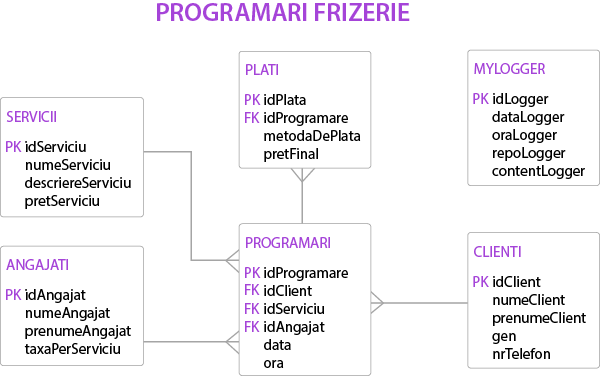 PROGRAMARI FRIZERIE
SERVICII
PK idServiciu
numeServiciu
descriereServiciu
pretServiciu
ANGAJATI
PK idAngajat
numeAngajat
prenumeAngajat
taxaPerServiciu
PLATI
PK idPlata
FK idProgramare
metodaDePlata
pretFinal
PROGRAMARI
PK idProgramare
FK idClient
FK idServiciu
FK idAngajat
data
ora
MYLOGGER
PK idLogger
dataLogger
oraLogger
repoLogger
contentLogger
CLIENTI
PK idClient
numeClient
prenumeClient
gen
nrTelefon